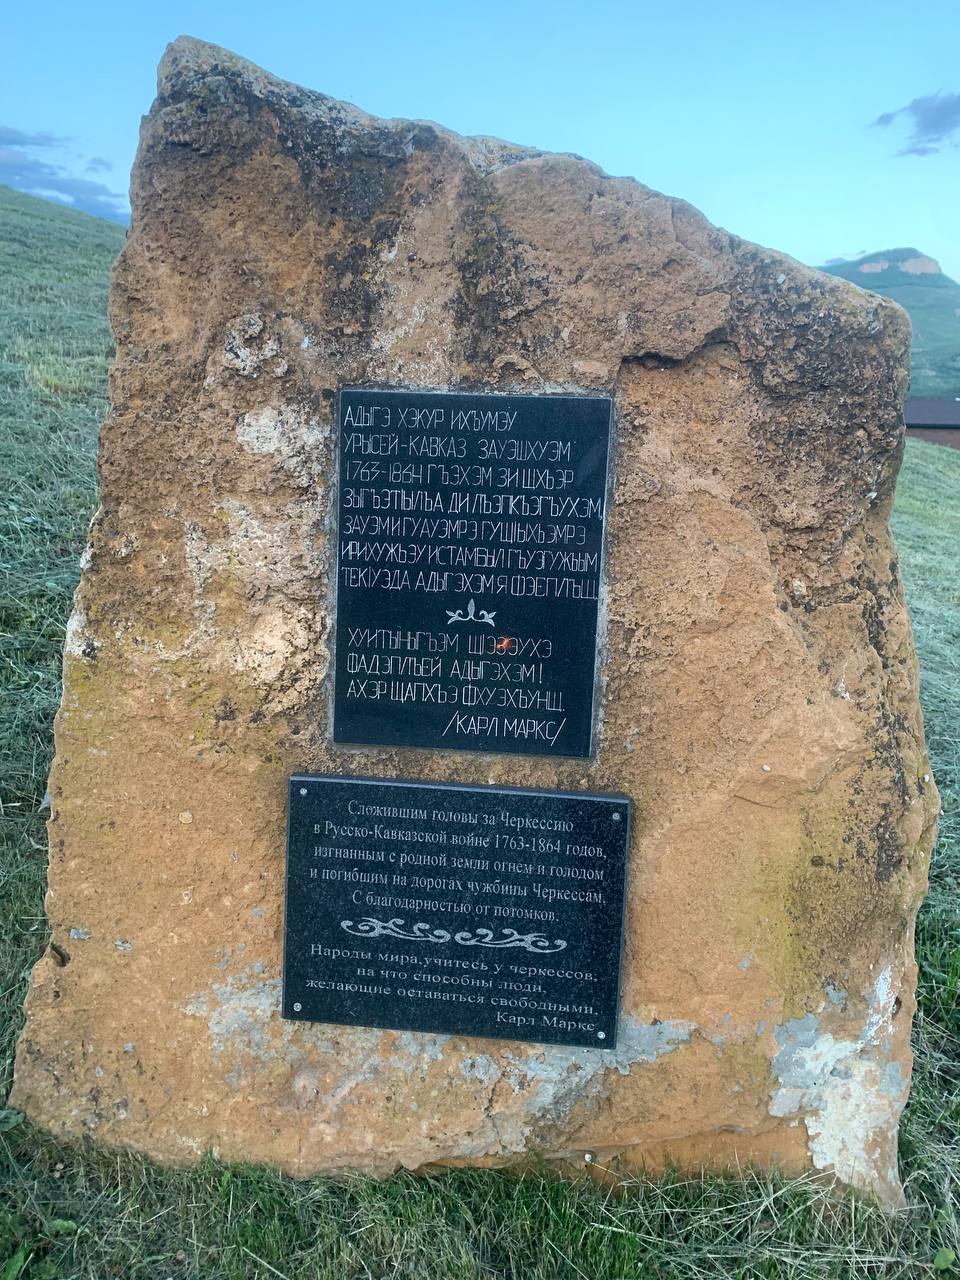 АДЫГЭ ХЭКУР ИХЪУМЭУ
УРЫСЕЙ-КАВКАЗ ЗАУЭШХУЭМ
1763-1864 ГЪЭХЭМ ЗИ ЩХЬЭР
ЗЫГЪЭТIЫЛЪА ДИ ЛЪЭПКЪЭГЪУХЭМ,
ЗАУЭМ И ГУАУЭМРЭ ГУЩIЫХЬЭМРЭ
ИРИХУЖЬЭУ ИСТАМБЫЛ ГЪУЭГУЖЬЫМ
ТЕКIУЭДА АДЫГЭХЭМ Я ФЭЕПЛЪЩ
ХУИТЫНЫГЪЭМ ЩIЭЗЭУХЭ
ФАДЭПЛЪЕЙ АДЫГЭХЭМ!
АХЭР ЩАПХЪЭ ФХУЭХЪУНЩ.
/КАРЛ МАРКС/
Сложившим головы за Черкессию
в Русско-Кавказской войне 1763-1864 годов,
изгнанным с родной земли огнем и голодом
и погибшим на дорогах чужбины Черкессам,
С благодарностью от потомков.
Народы мира,учитесь у черкессов,
на что способны люди,
желающие оставаться свободными.
Карл Маркс